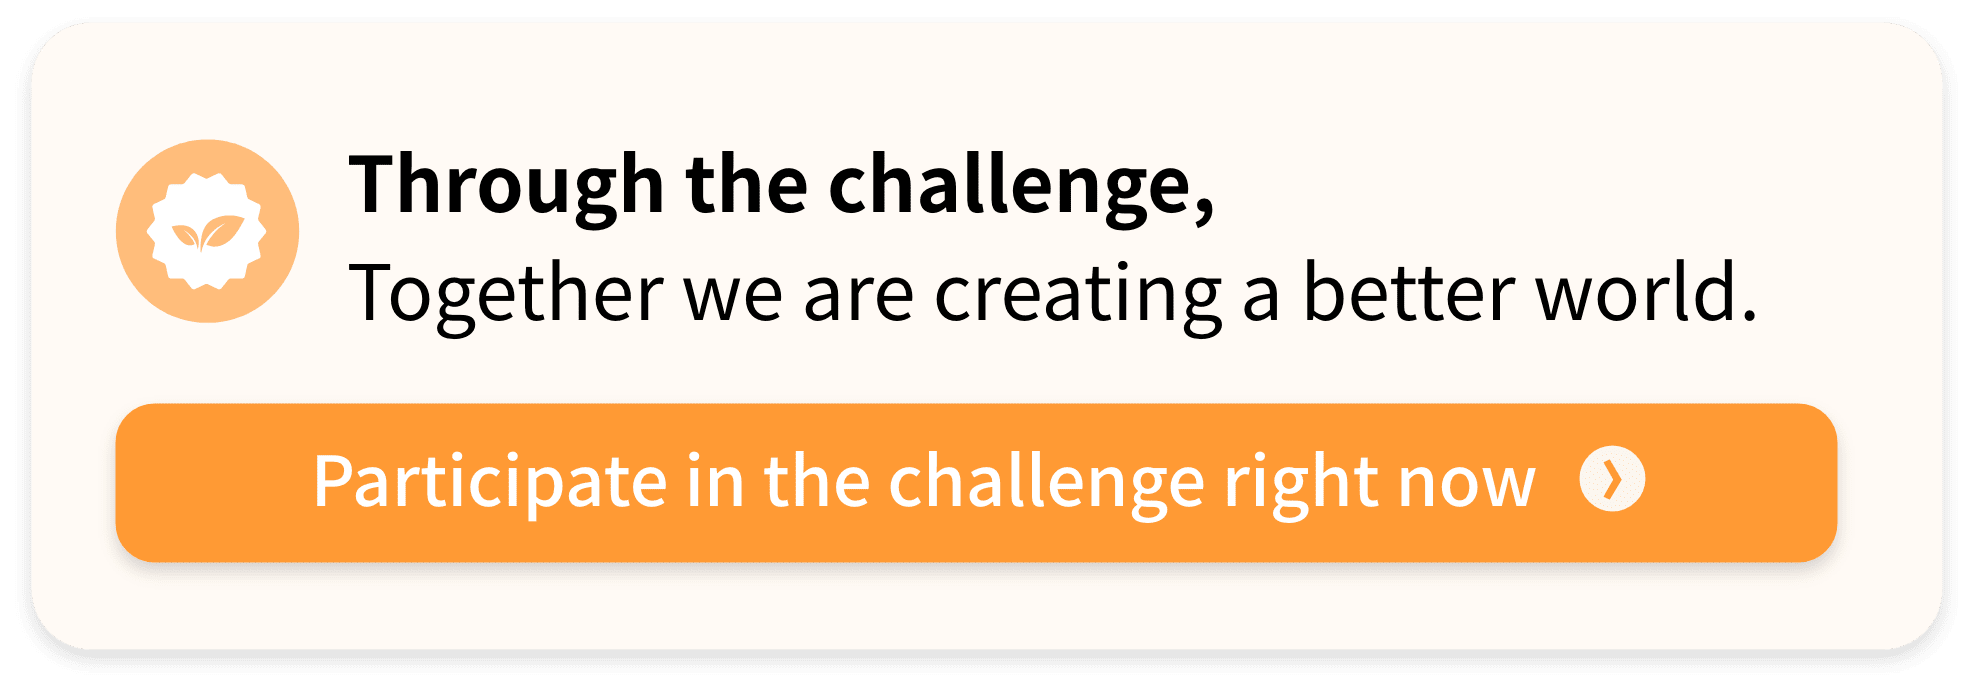 Through the challenge,
Together we are creating a better world.
Participate in the challenge right now